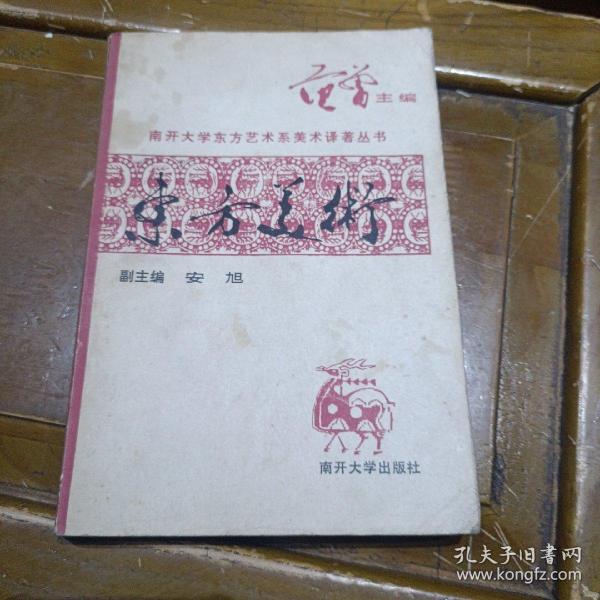 范曾 主编
南开大学东方艺术系美术译著丛书
东方美術
副主编 安旭
南开大学出版社
孔夫子旧书网
www.kongfz.com